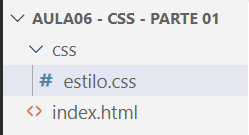 AULA06 - CSS - PARTE 01
css
# estilo.css
<> index.html